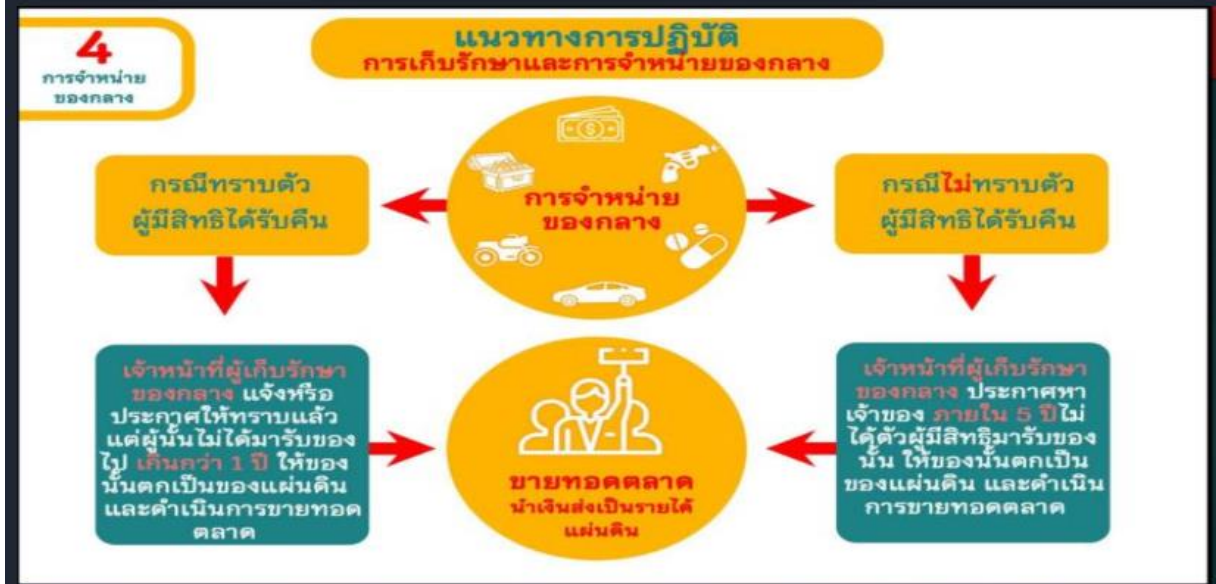 4
การจำหน่าย
ของกลาง
แนวทางการปฏิบัติ
การเก็บรักษาและการจำหน่ายของกลาง
กรณีทราบตัว
ผู้มีสิทธิได้รับคืน
การจำหน่าย
ของกลาง
กรณีไม่ทราบตัว
ผู้มีสิทธิได้รับคืน
เจ้าหน้าที่ผู้เก็บรักษา
ของกลาง แจ้งหรือ
ประกาศให้ทราบแล้ว
แต่ผู้นั้นไม่ได้มารับของ
ไป เกินกว่า 1 ปี ให้ของ
นั้นตกเป็นของแผ่นดิน
และดำเนินการขายทอด
ตลาด
ขายทอดตลาด
นำเงินส่งเป็นรายได้
แผ่นดิน
เจ้าหน้าที่ผู้เก็บรักษา
ของกลาง ประกาศหา
เจ้าของ ภายใน 5 ปีไม่
ได้ตัวผู้มีสิทธิมารับของ
นั้น ให้ของนั้นตกเป็น
ของแผ่นดิน และดำเนิน
การขายทอดตลาด